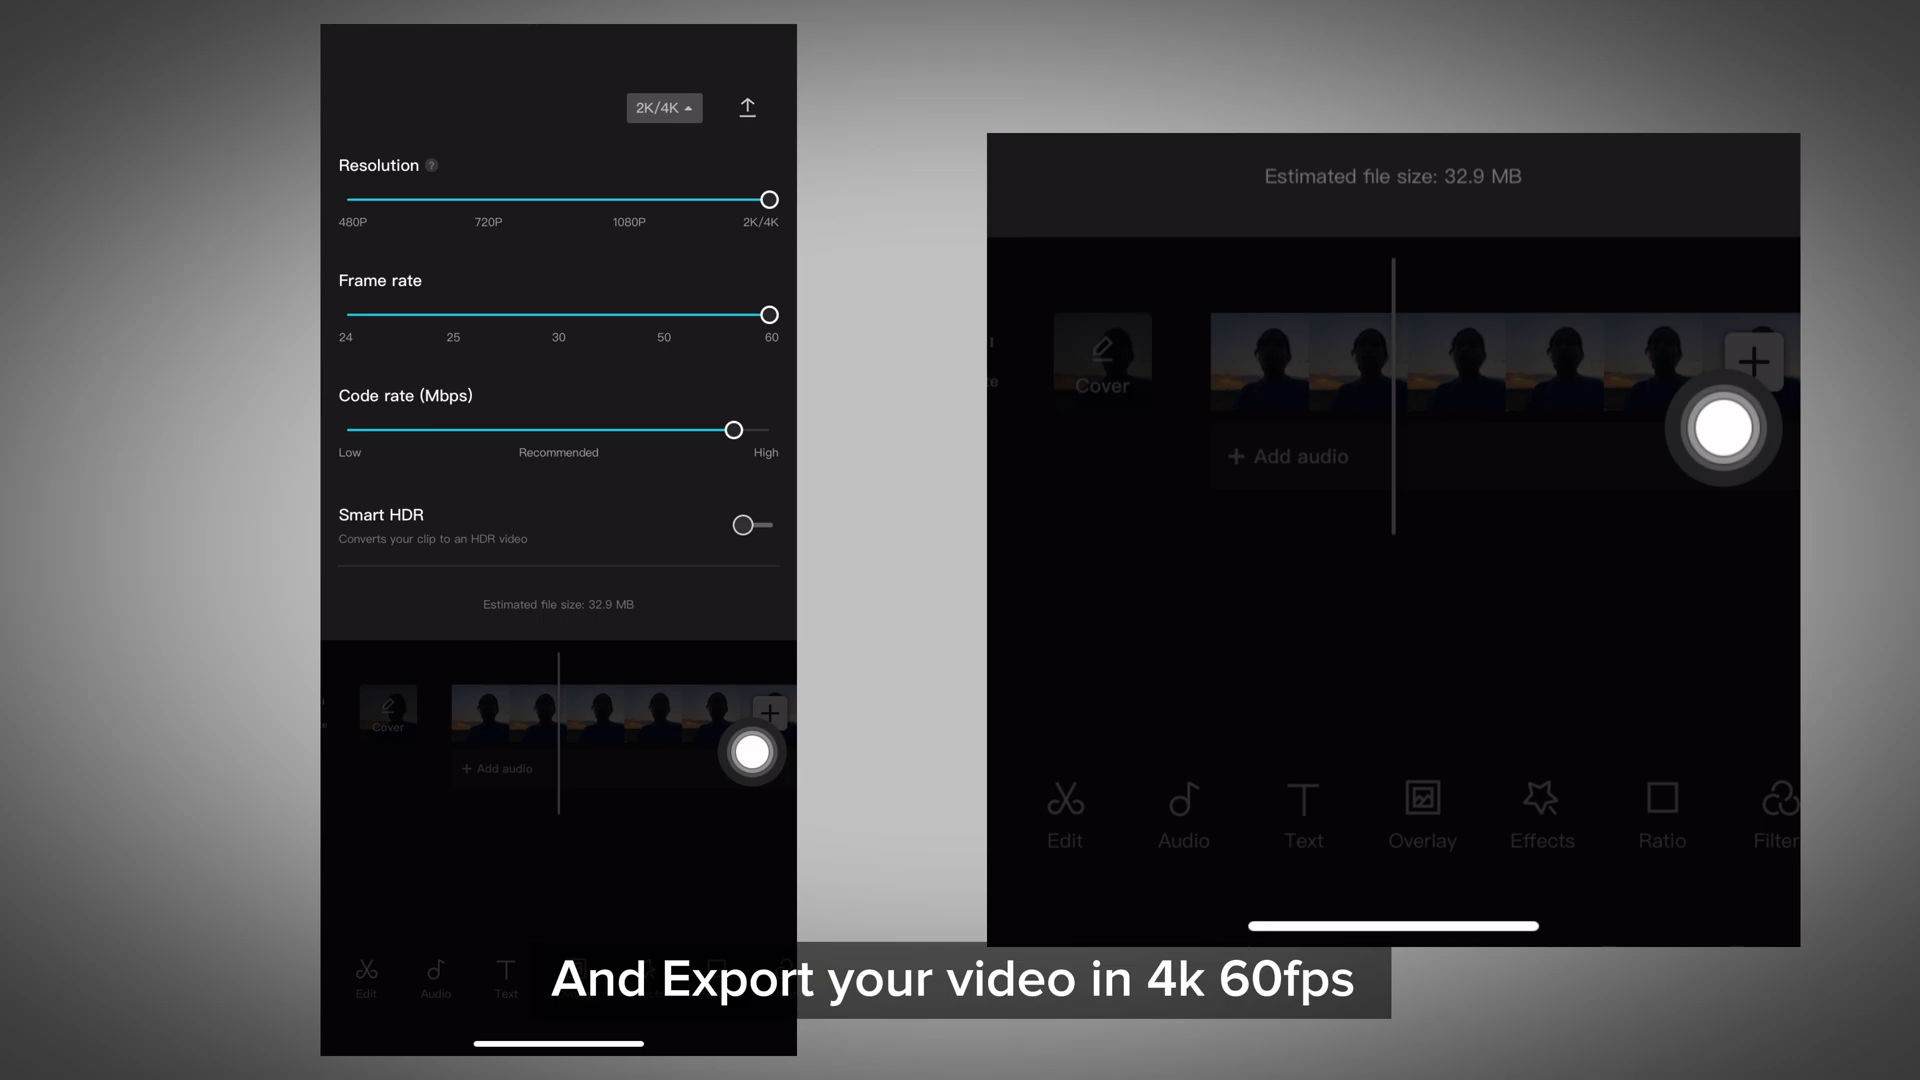 2K/4K
Resolution ?
480P 720P 1080P 2K/4K
Frame rate
24 25 30 50 60
Code rate (Mbps)
Low Recommended High
Smart HDR
Converts your clip to an HDR video
Estimated file size: 32.9 MB
Cover
+ Add audio
Edit Audio Text
Estimated file size: 32.9 MB
Cover
+ Add audio
Edit Audio Text Overlay Effects Ratio Filter
And Export your video in 4k 60fps